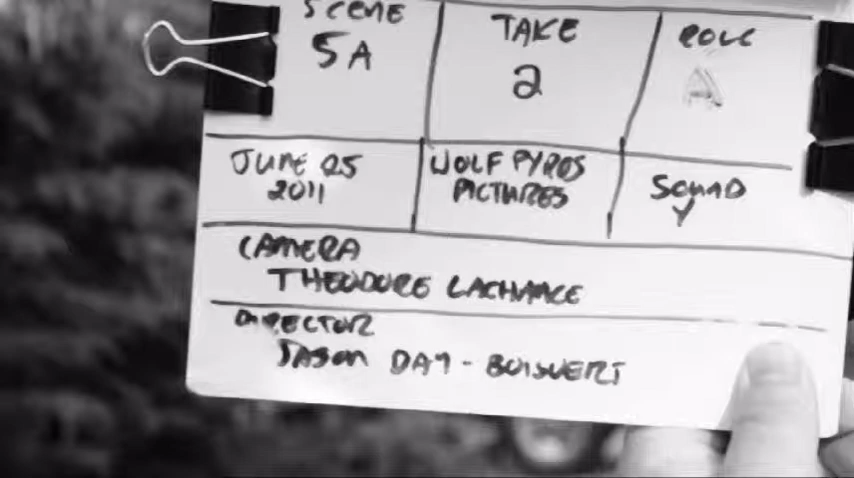 SCENE TAKE ROLL
5A 2 A
JUNE 25 WOLF PYROS SOUND
2011 PICTURES Y
CAMERA
THEODORE LACHANCE
DIRECTOR
JASON DAY - BOISVERT